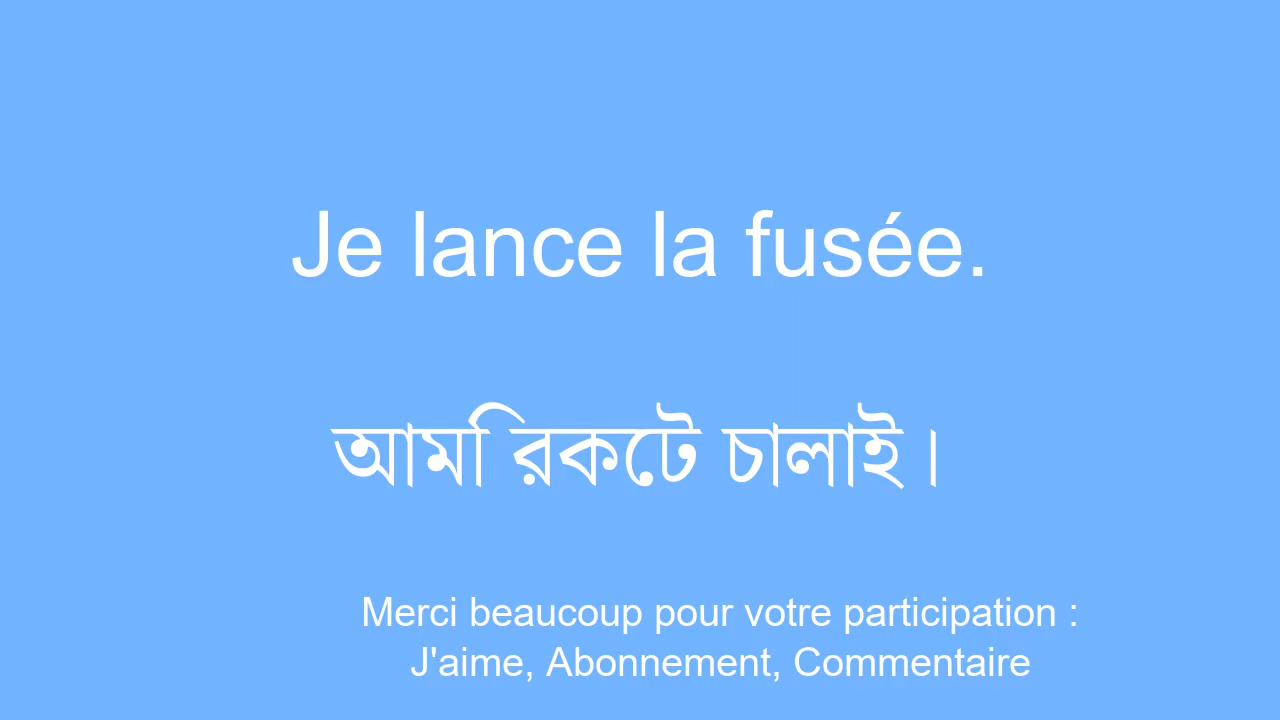 Je lance la fusée.
আমি রকেট চালাই।
Merci beaucoup pour votre participation :
J'aime, Abonnement, Commentaire